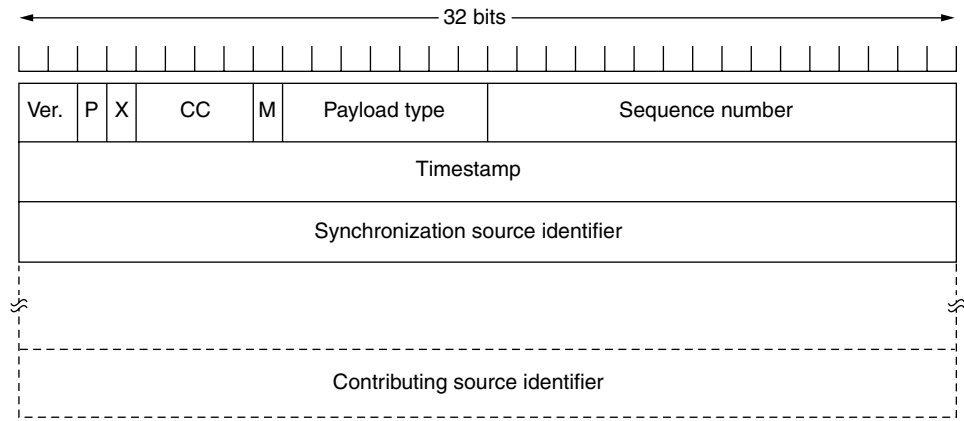 32 bits
Ver. P X CC M Payload type Sequence number
Timestamp
Synchronization source identifier
Contributing source identifier